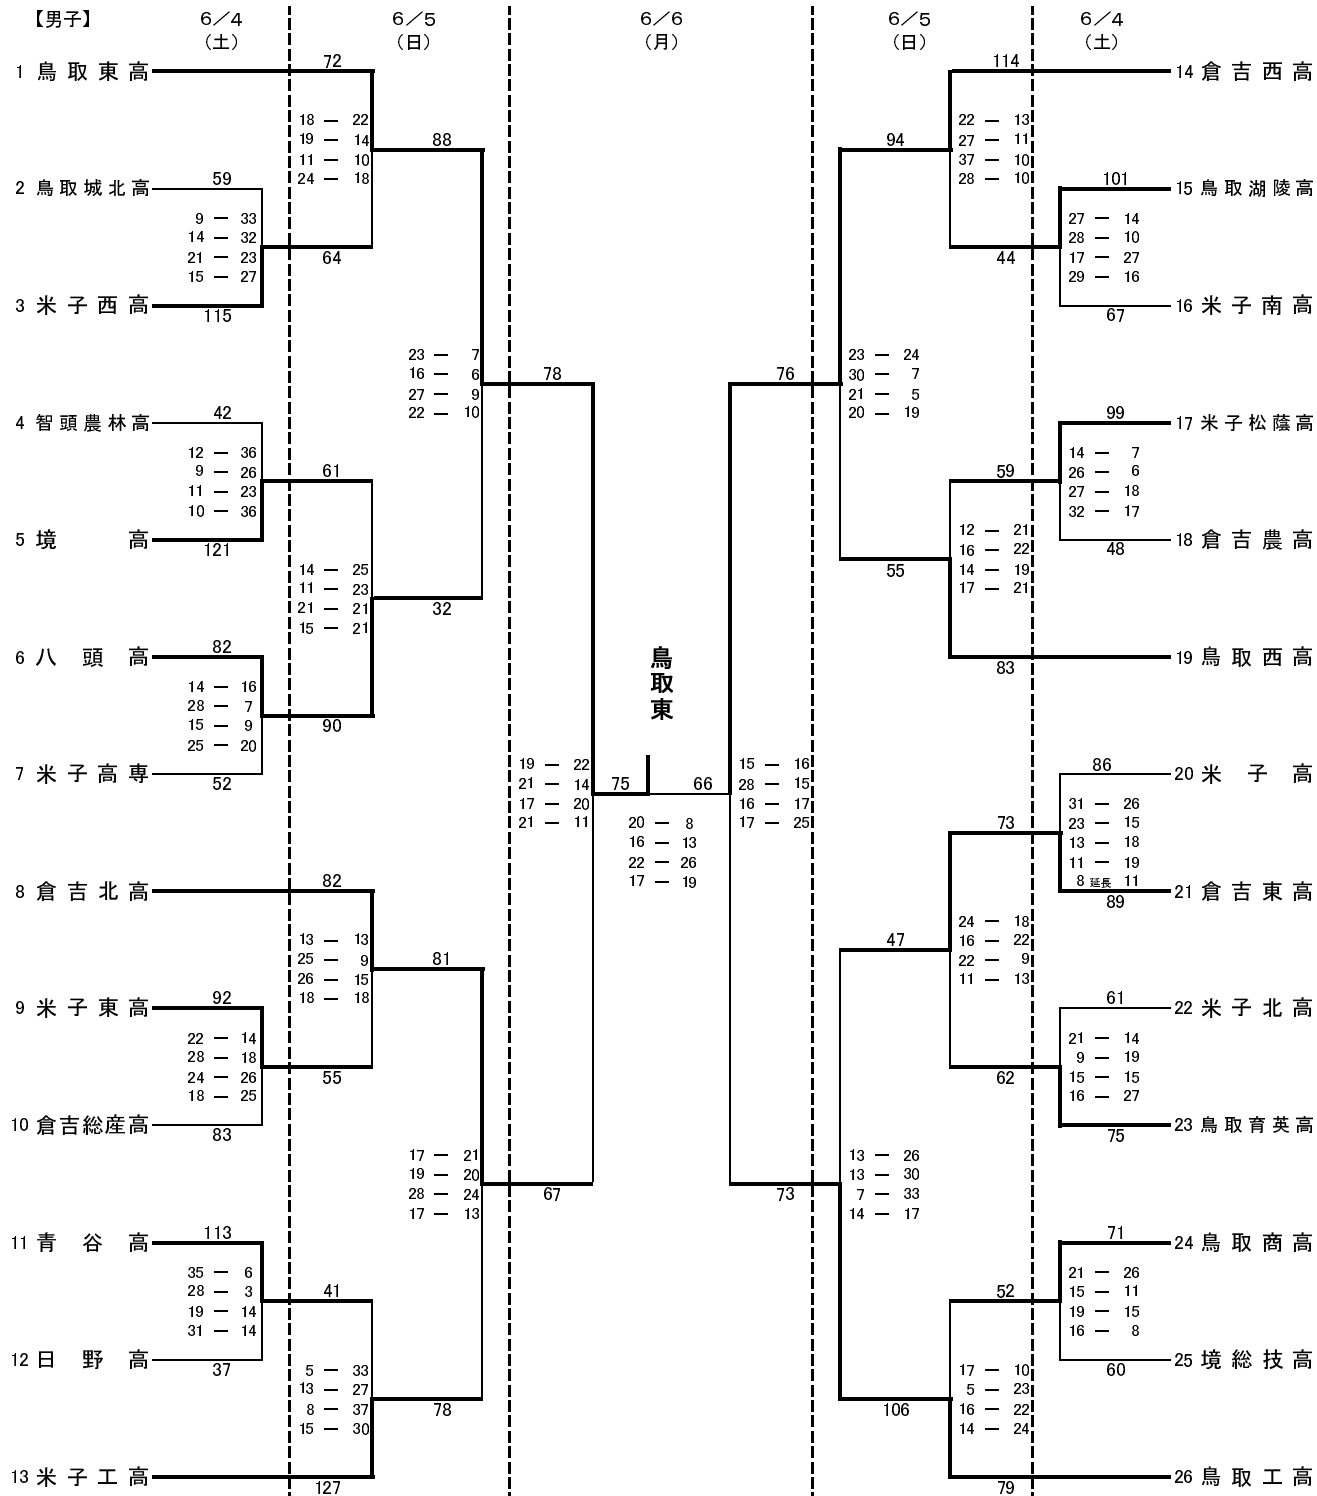 【男子】
6／4
（土）
6／5
（日）
6／6
（月）
6／5
（日）
6／4
（土）
1 鳥取東高
72
18 ― 22
19 ― 14
11 ― 10
24 ― 18
88
2 鳥取城北高
59
9 ― 33
14 ― 32
21 ― 23
15 ― 27
64
3 米子西高
115
23 ― 7
16 ― 6
27 ― 9
22 ― 10
78
4 智頭農林高
42
12 ― 36
9 ― 26
11 ― 23
10 ― 36
61
5 境高
121
14 ― 25
11 ― 23
21 ― 21
15 ― 21
32
6 八頭高
82
14 ― 16
28 ― 7
15 ― 9
25 ― 20
90
7 米子高専
52
19 ― 22
21 ― 14
17 ― 20
21 ― 11
8 倉吉北高
82
13 ― 13
25 ― 9
26 ― 15
18 ― 18
81
9 米子東高
92
22 ― 14
28 ― 18
24 ― 26
18 ― 25
55
10 倉吉総産高
83
17 ― 21
19 ― 20
28 ― 24
17 ― 13
67
11 青谷高
113
35 ― 6
28 ― 3
19 ― 14
31 ― 14
41
12 日野高
37
5 ― 33
13 ― 27
8 ― 37
15 ― 30
78
13 米子工高
127
鳥取東
75
66
20 ― 8
16 ― 13
22 ― 26
17 ― 19
114
14 倉吉西高
94
22 ― 13
27 ― 11
37 ― 10
28 ― 10
101
15 鳥取湖陵高
27 ― 14
28 ― 10
17 ― 27
29 ― 16
44
67
16 米子南高
76
23 ― 24
30 ― 7
21 ― 5
20 ― 19
99
17 米子松蔭高
14 ― 7
26 ― 6
27 ― 18
32 ― 17
59
48
18 倉吉農高
12 ― 21
16 ― 22
14 ― 19
17 ― 21
55
83
19 鳥取西高
15 ― 16
28 ― 15
16 ― 17
17 ― 25
86
20 米子高
31 ― 26
23 ― 15
13 ― 18
11 ― 19
8 延長 11
73
89
21 倉吉東高
24 ― 18
16 ― 22
22 ― 9
11 ― 13
47
61
22 米子北高
21 ― 14
9 ― 19
15 ― 15
16 ― 27
62
75
23 鳥取育英高
13 ― 26
13 ― 30
7 ― 33
14 ― 17
73
71
24 鳥取商高
21 ― 26
15 ― 11
19 ― 15
16 ― 8
52
60
25 境総技高
17 ― 10
5 ― 23
16 ― 22
14 ― 24
106
79
26 鳥取工高